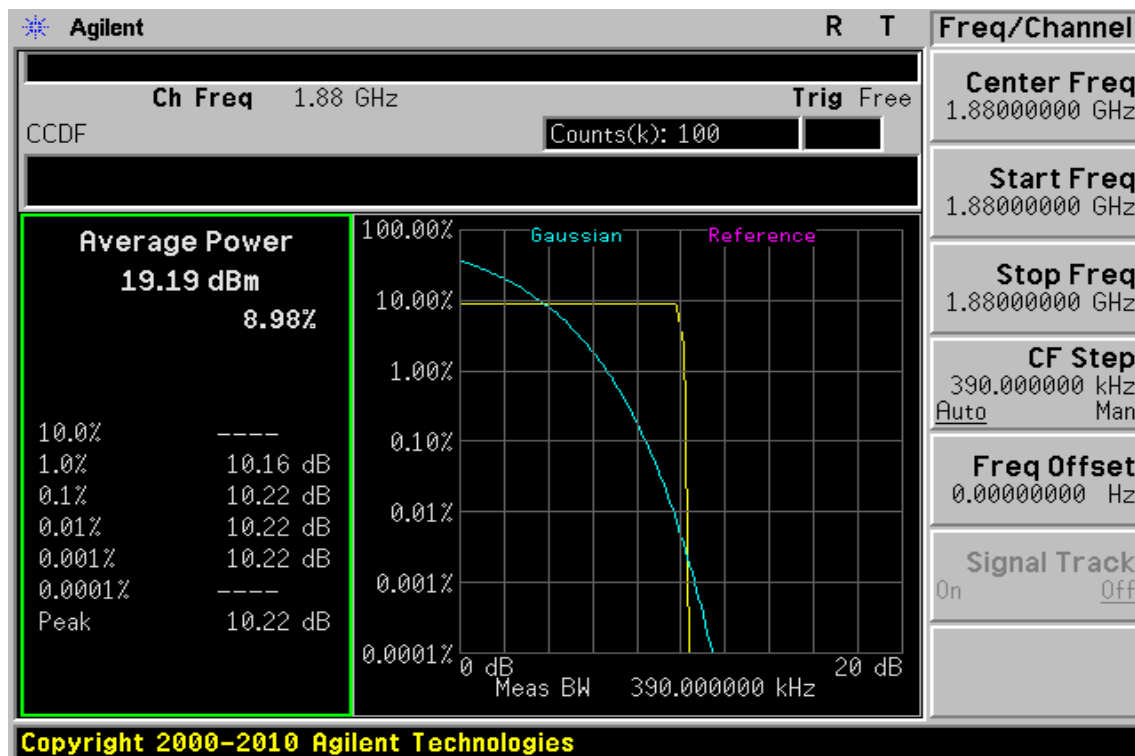 Agilent R T Freq/Channel
Ch Freq 1.88 GHz Trig Free
CCDF Counts(k): 100
Average Power
19.19 dBm
8.98%
10.0% ----
1.0% 10.16 dB
0.1% 10.22 dB
0.01% 10.22 dB
0.001% 10.22 dB
0.0001% ----
Peak 10.22 dB
Gaussian Reference
100.00%
10.00%
1.00%
0.10%
0.01%
0.001%
0.0001%
0 dB 20 dB
Meas BW 390.000000 kHz
Center Freq
1.88000000 GHz
Start Freq
1.88000000 GHz
Stop Freq
1.88000000 GHz
CF Step
390.000000 kHz
Auto Man
Freq Offset
0.00000000 Hz
Signal Track
On Off
Copyright 2000-2010 Agilent Technologies